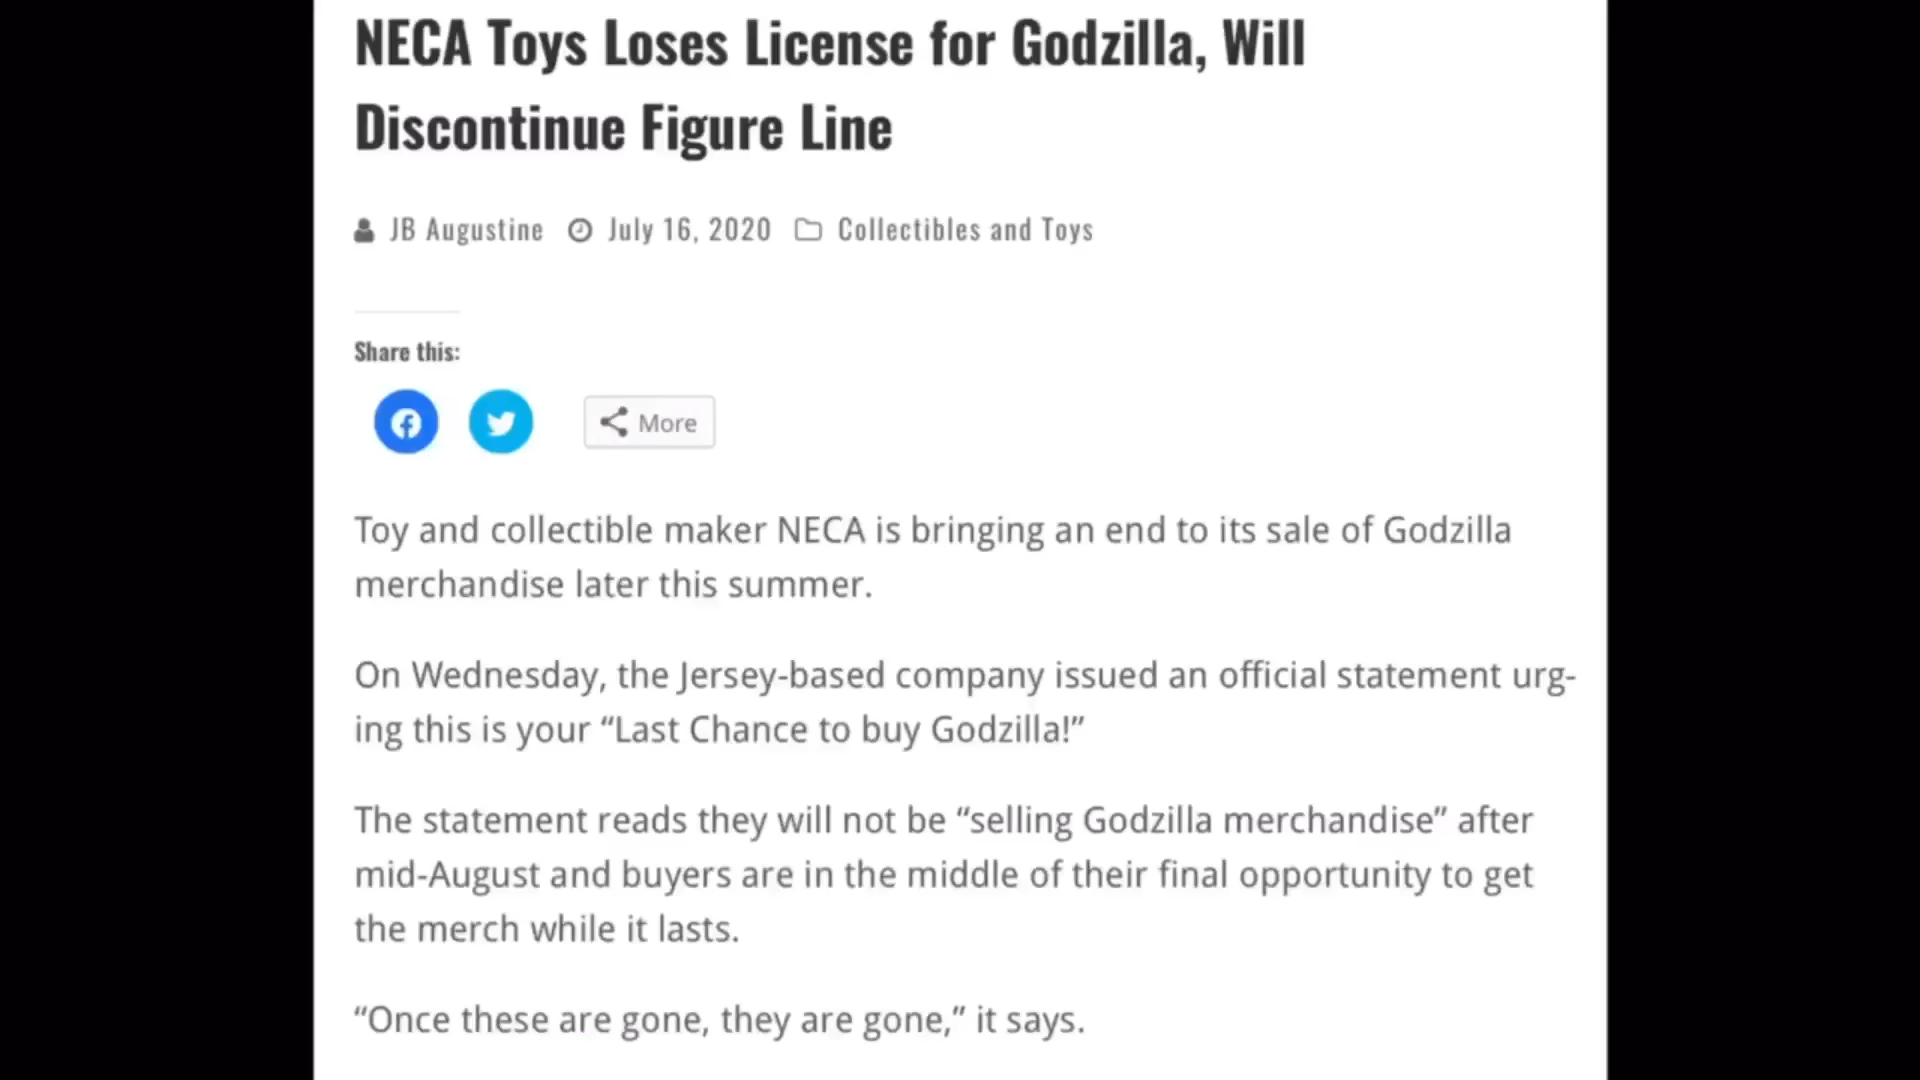 NECA Toys Loses License for Godzilla, Will
Discontinue Figure Line
JB Augustine July 16, 2020 Collectibles and Toys
Share this:
More
Toy and collectible maker NECA is bringing an end to its sale of Godzilla
merchandise later this summer.
On Wednesday, the Jersey-based company issued an official statement urg-
ing this is your “Last Chance to buy Godzilla!”
The statement reads they will not be “selling Godzilla merchandise” after
mid-August and buyers are in the middle of their final opportunity to get
the merch while it lasts.
“Once these are gone, they are gone,” it says.